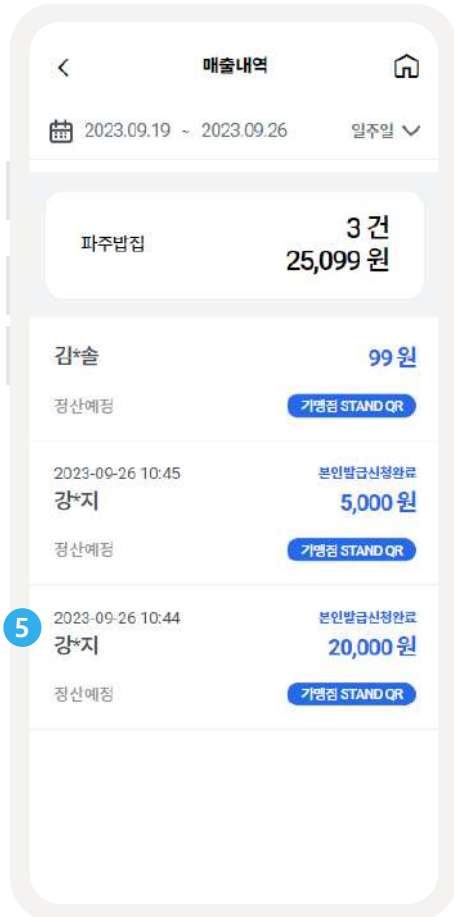 매출내역
2023.09.19 ~ 2023.09.26 일주일
파주밥집 3 건
25,099 원
김*솔 99 원
정산예정 가맹점 STAND QR
2023-09-26 10:45 본인발급신청완료
강*지 5,000 원
정산예정 가맹점 STAND QR
5
2023-09-26 10:44 본인발급신청완료
강*지 20,000 원
정산예정 가맹점 STAND QR